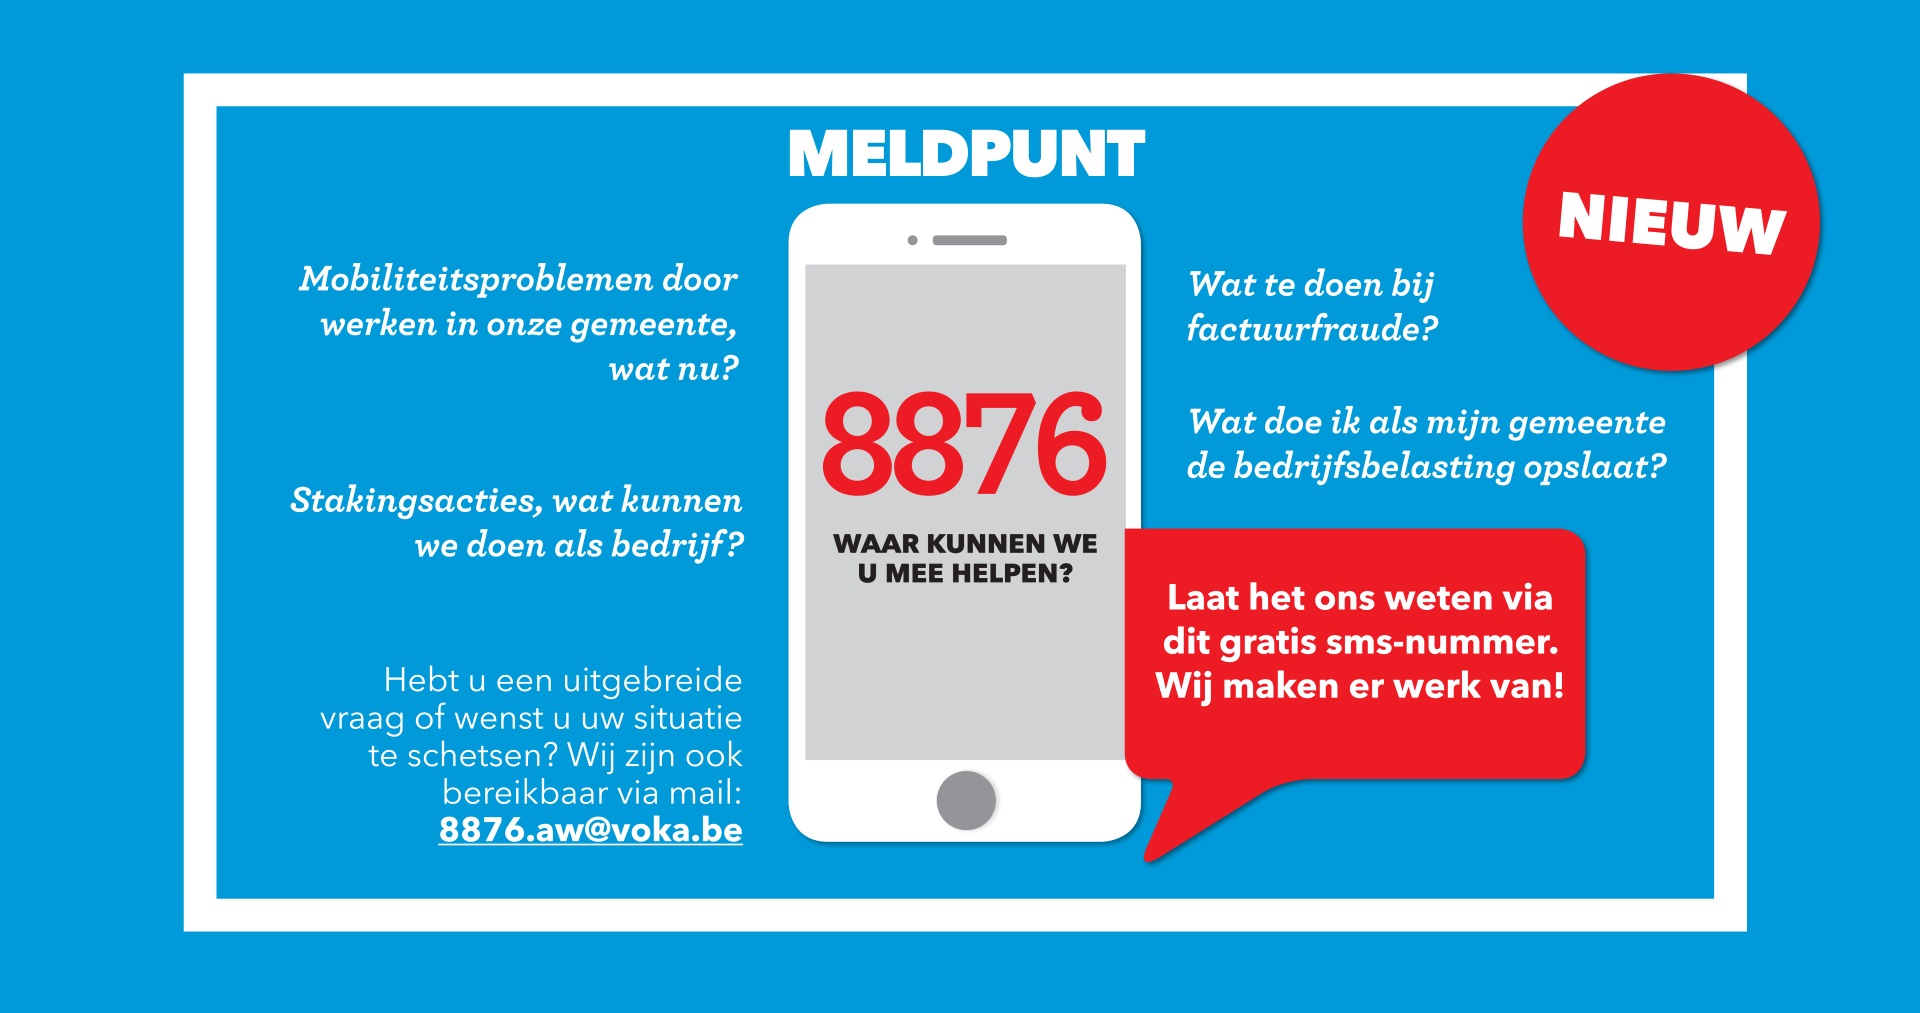 MELDPUNT
NIEUW
Mobiliteitsproblemen door
werken in onze gemeente,
wat nu?
Stakingsacties, wat kunnen
we doen als bedrijf?
Hebt u een uitgebreide
vraag of wenst u uw situatie
te schetsen? Wij zijn ook
bereikbaar via mail:
8876.aw@voka.be
8876
WAAR KUNNEN WE
U MEE HELPEN?
Wat te doen bij
factuurfraude?
Wat doe ik als mijn gemeente
de bedrijfsbelasting opslaat?
Laat het ons weten via
dit gratis sms-nummer.
Wij maken er werk van!